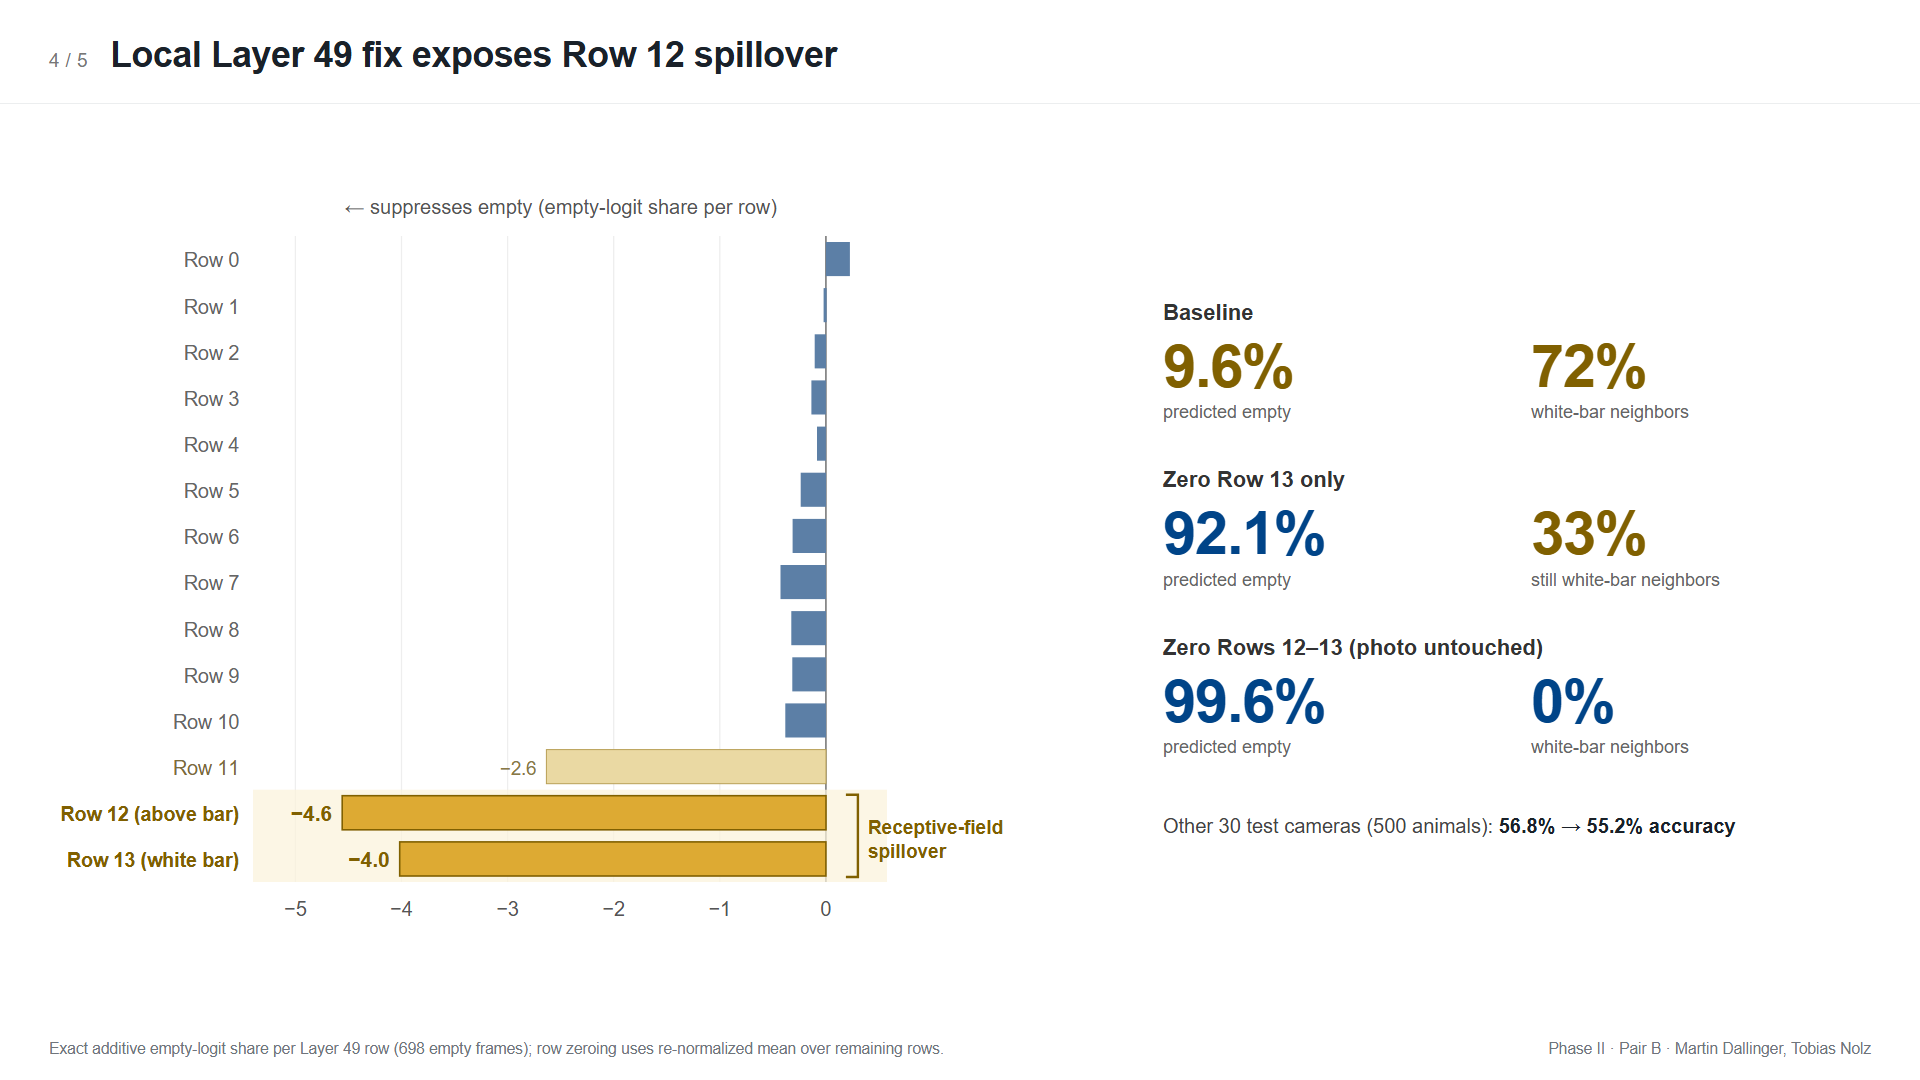 4 / 5 Local Layer 49 fix exposes Row 12 spillover
← suppresses empty (empty-logit share per row)
Row 0
Row 1
Row 2
Row 3
Row 4
Row 5
Row 6
Row 7
Row 8
Row 9
Row 10
Row 11 −2.6
Row 12 (above bar) −4.6
Row 13 (white bar) −4.0
Receptive-field
spillover
−5 −4 −3 −2 −1 0
Baseline
9.6% 72%
predicted empty white-bar neighbors
Zero Row 13 only
92.1% 33%
predicted empty still white-bar neighbors
Zero Rows 12–13 (photo untouched)
99.6% 0%
predicted empty white-bar neighbors
Other 30 test cameras (500 animals): 56.8% → 55.2% accuracy
Exact additive empty-logit share per Layer 49 row (698 empty frames); row zeroing uses re-normalized mean over remaining rows.
Phase II · Pair B · Martin Dallinger, Tobias Nolz